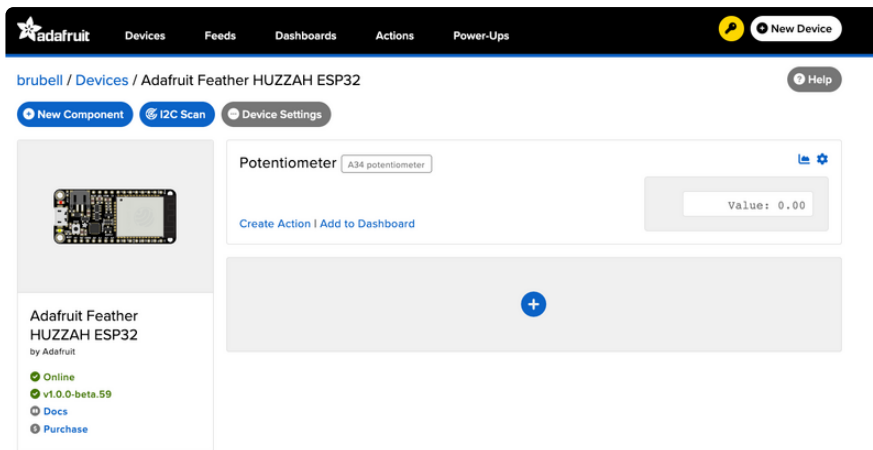 adafruit Devices Feeds Dashboards Actions Power-Ups New Device
brubell / Devices / Adafruit Feather HUZZAH ESP32 Help
New Component I2C Scan Device Settings
Potentiometer A34 potentiometer
Value: 0.00
Create Action | Add to Dashboard
Adafruit Feather
HUZZAH ESP32
by Adafruit
Online
v1.0.0-beta.59
Docs
Purchase